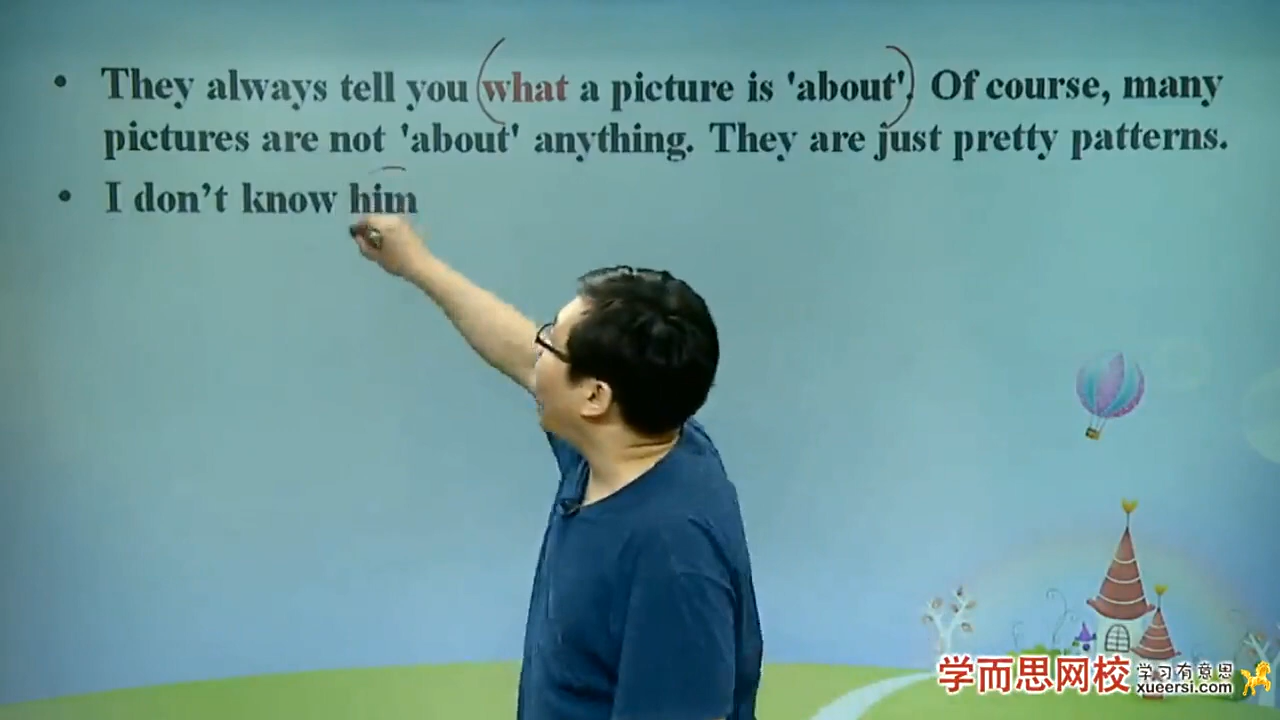 • They always tell you what a picture is 'about'. Of course, many
pictures are not 'about' anything. They are just pretty patterns.
• I don’t know him
学而思网校
学习有意思
xueersi.com